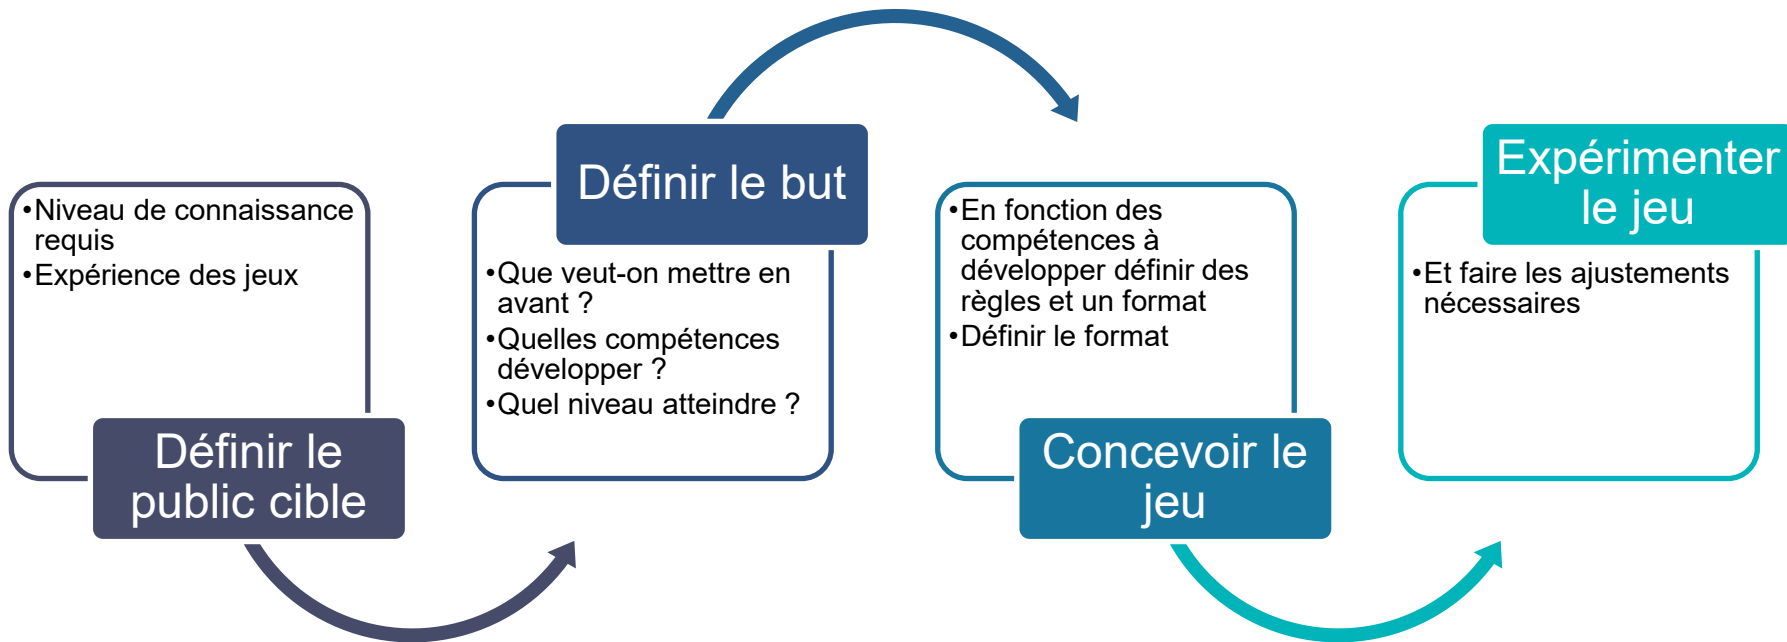 •Niveau de connaissance
requis
•Expérience des jeux
Définir le
public cible
Définir le but
•Que veut-on mettre en
avant ?
•Quelles compétences
développer ?
•Quel niveau atteindre ?
•En fonction des
compétences à
développer définir des
règles et un format
•Définir le format
Concevoir le
jeu
Expérimenter
le jeu
•Et faire les ajustements
nécessaires